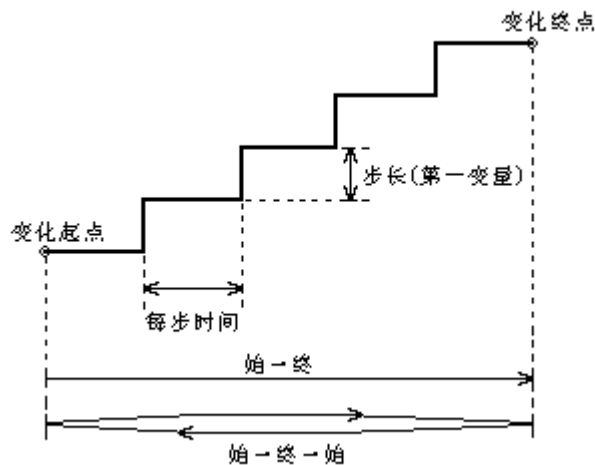 变化终点
步长(第一变量)
变化起点
每步时间
始一终
始一终一始